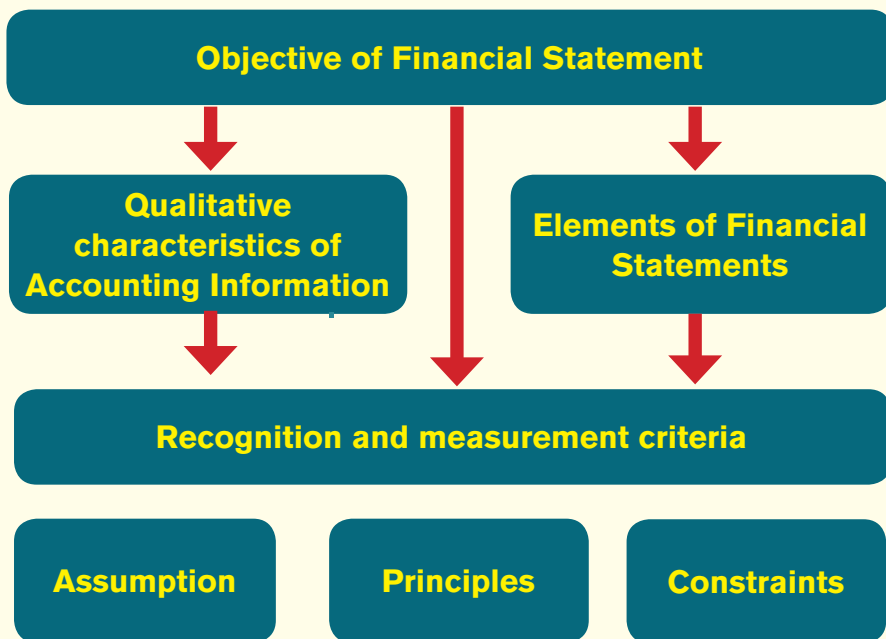 Objective of Financial Statement
Qualitative
characteristics of
Accounting Information
Elements of Financial
Statements
Recognition and measurement criteria
Assumption
Principles
Constraints